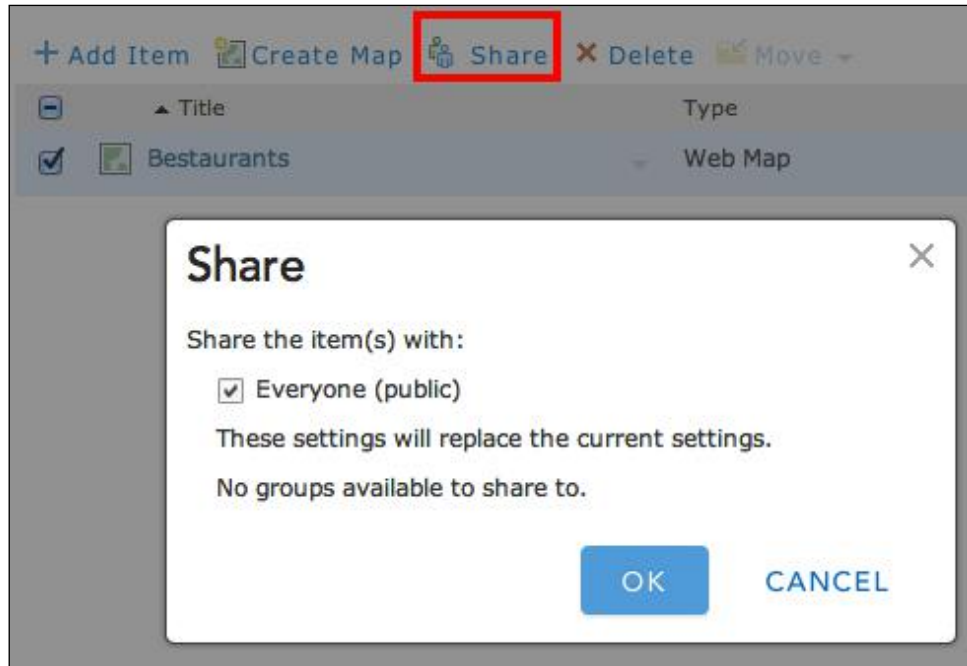 Add Item Create Map Share Delete Move
Title Type
Bestaurants Web Map
Share
Share the item(s) with:
Everyone (public)
These settings will replace the current settings.
No groups available to share to.
OK CANCEL